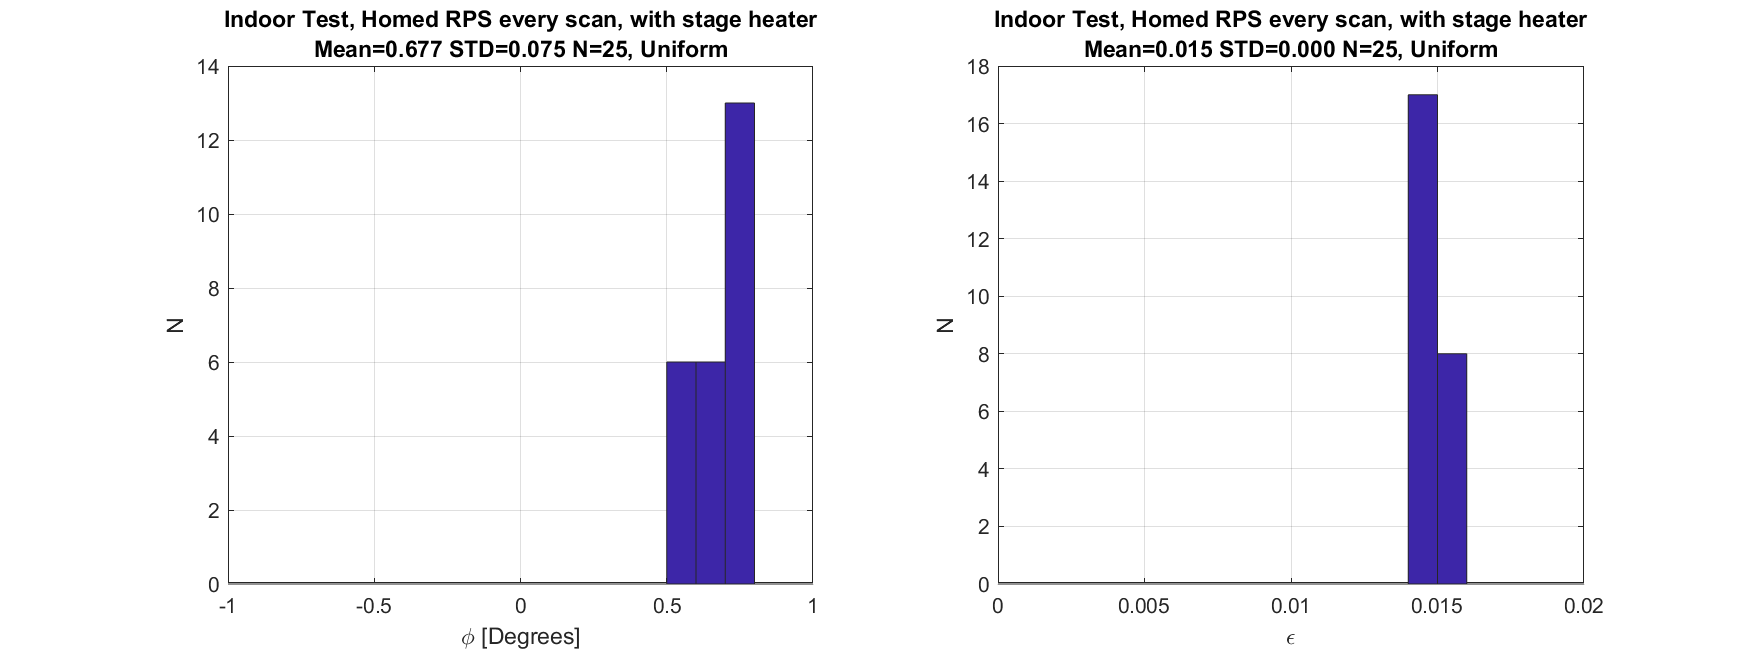 Indoor Test, Homed RPS every scan, with stage heater
Mean=0.677 STD=0.075 N=25, Uniform
14
12
10
8
6
4
2
0
N
-1 -0.5 0 0.5 1
ϕ [Degrees]
Indoor Test, Homed RPS every scan, with stage heater
Mean=0.015 STD=0.000 N=25, Uniform
18
16
14
12
10
8
6
4
2
0
N
0 0.005 0.01 0.015 0.02
ϵ